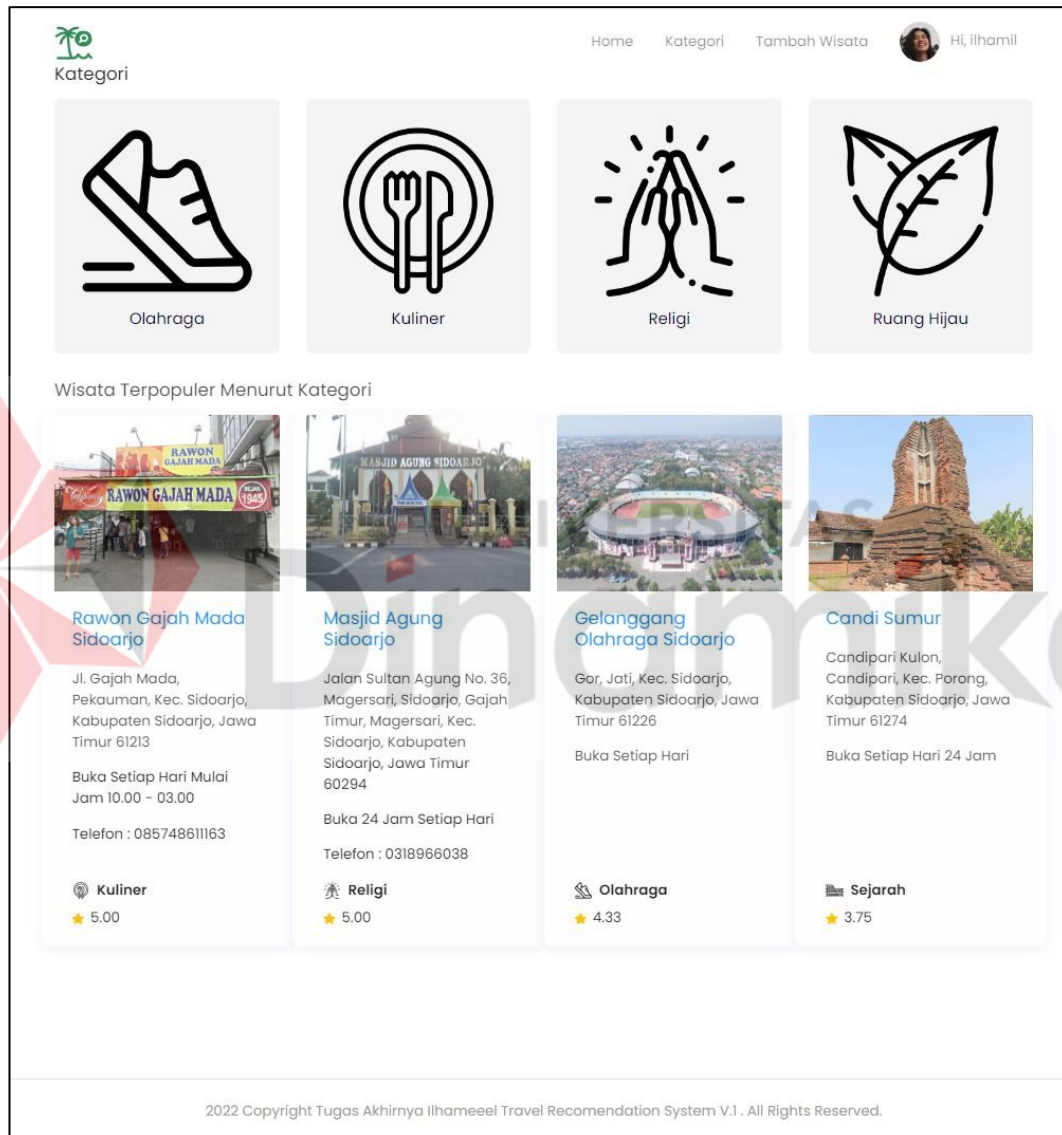 Home Kategori Tambah Wisata Hi, ilhamil
Kategori
Olahraga
Kuliner
Religi
Ruang Hijau
Wisata Terpopuler Menurut Kategori
RAWON
GAJAH MADA
RAWON GAJAH MADA
SEJAK
1945
MASJID AGUNG SIDOARJO
UNIVERSITAS
Dinamika
Rawon Gajah Mada
Sidoarjo
Jl. Gajah Mada,
Pekauman, Kec. Sidoarjo,
Kabupaten Sidoarjo, Jawa
Timur 61213
Buka Setiap Hari Mulai
Jam 10.00 - 03.00
Telefon : 085748611163
Kuliner
5.00
Masjid Agung
Sidoarjo
Jalan Sultan Agung No. 36,
Magersari, Sidoarjo, Gajah
Timur, Magersari, Kec.
Sidoarjo, Kabupaten
Sidoarjo, Jawa Timur
60294
Buka 24 Jam Setiap Hari
Telefon : 0318966038
Religi
5.00
Gelanggang
Olahraga Sidoarjo
Gor, Jati, Kec. Sidoarjo,
Kabupaten Sidoarjo, Jawa
Timur 61226
Buka Setiap Hari
Olahraga
4.33
Candi Sumur
Candipari Kulon,
Candipari, Kec. Porong,
Kabupaten Sidoarjo, Jawa
Timur 61274
Buka Setiap Hari 24 Jam
Sejarah
3.75
2022 Copyright Tugas Akhirnya Ilhameeel Travel Recomendation System V.1 . All Rights Reserved.